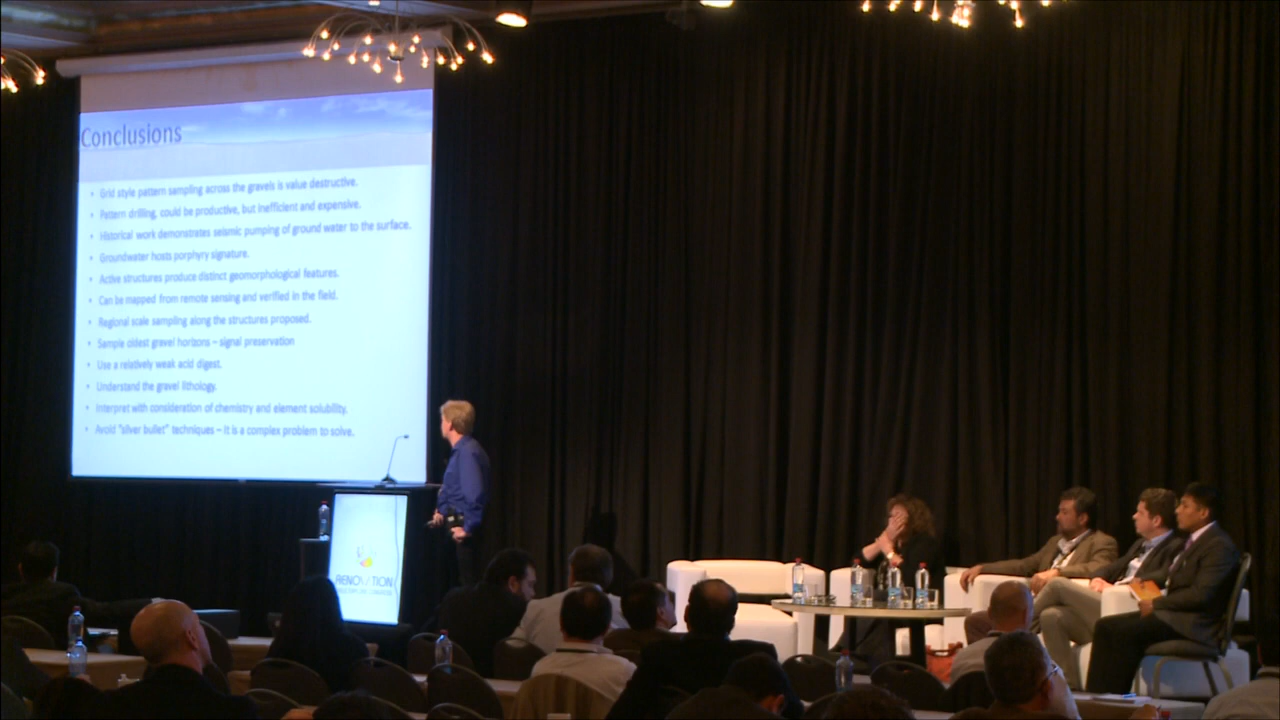 Conclusions
Grid style pattern sampling across the gravels is value destructive.
Pattern drilling, could be productive, but inefficient and expensive.
Historical work demonstrates seismic pumping of ground water to the surface.
Groundwater hosts porphyry signature.
Active structures produce distinct geomorphological features.
Can be mapped from remote sensing and verified in the field.
Regional scale sampling along the structures proposed.
Sample oldest gravel horizons – signal preservation
Use a relatively weak acid digest.
Understand the gravel lithology.
Interpret with consideration of chemistry and element solubility.
Avoid "silver bullet" techniques – It is a complex problem to solve.